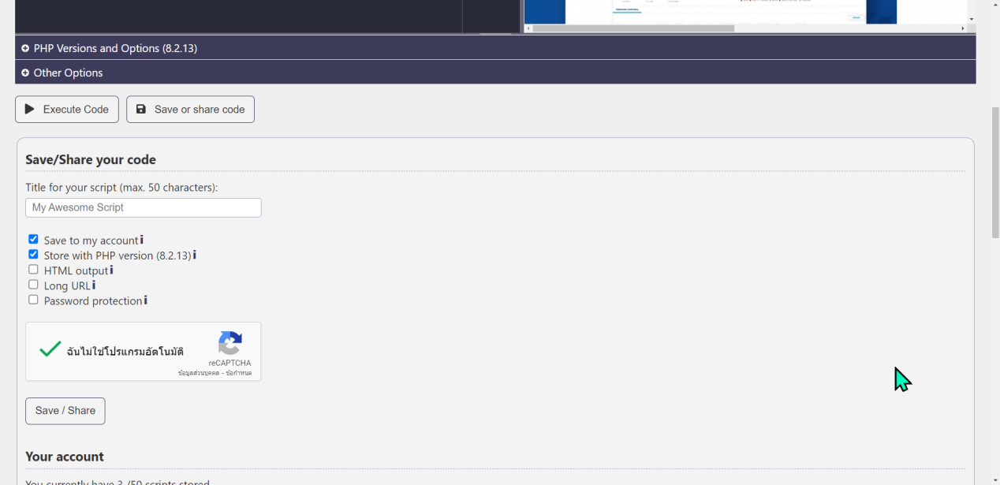 PHP Versions and Options (8.2.13)
Other Options
Execute Code
Save or share code
Save/Share your code
Title for your script (max. 50 characters):
My Awesome Script
Save to my account i
Store with PHP version (8.2.13) i
HTML output i
Long URL i
Password protection i
ฉันไม่ใช่โปรแกรมอัตโนมัติ
reCAPTCHA
ข้อมูลส่วนบุคคล - ข้อกำหนด
Save / Share
Your account
You currently have 3 /50 scripts stored